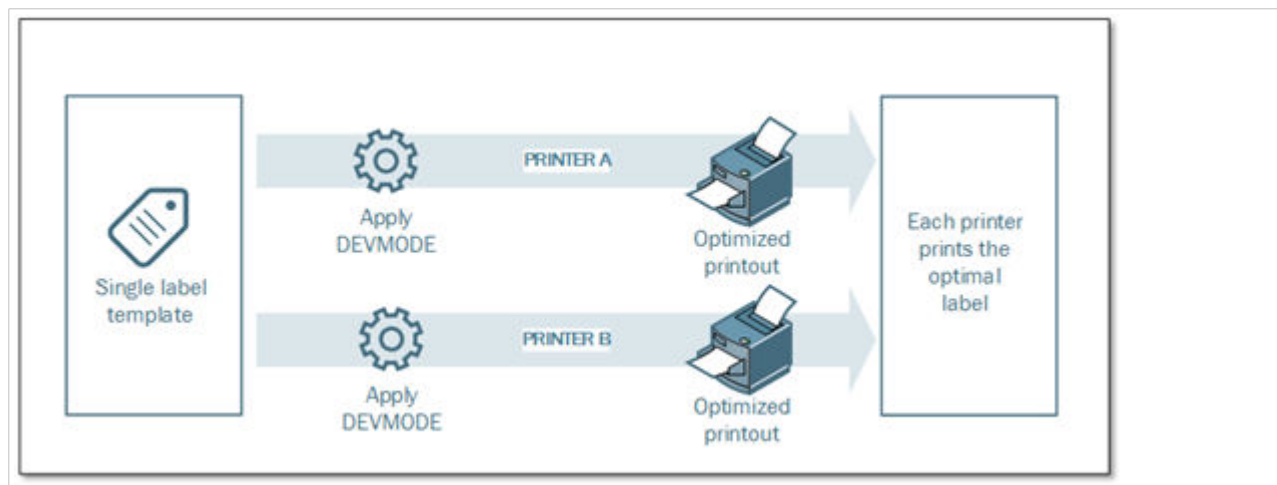 Single label
template
Apply
DEVMODE
PRINTER A
Optimized
printout
Apply
DEVMODE
PRINTER B
Optimized
printout
Each printer
prints the
optimal
label